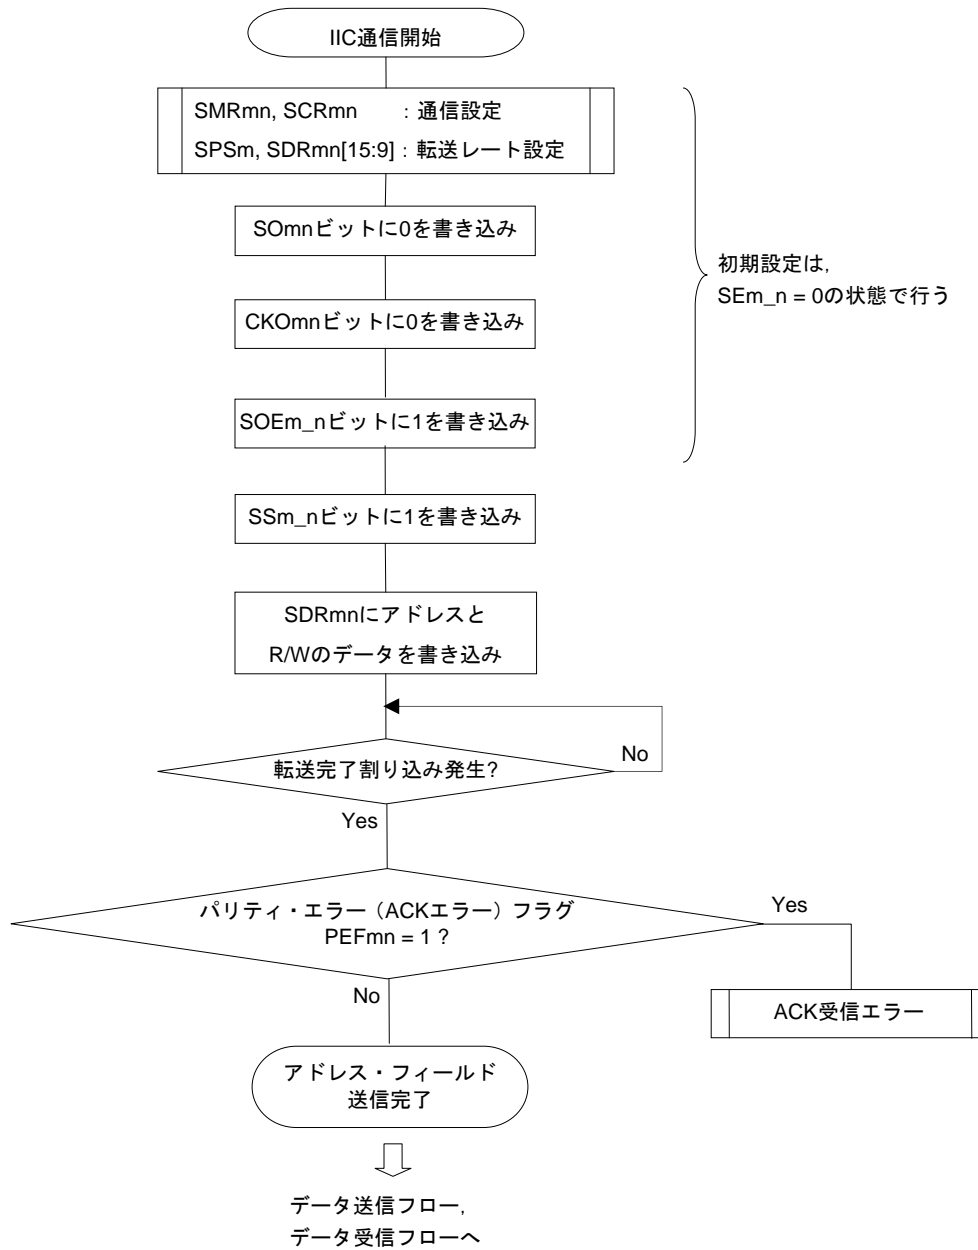 IIC通信開始
SMRmn, SCRmn : 通信設定
SPSm, SDRmn[15:9] : 転送レート設定
SOmnビットに0を書き込み
CKOmnビットに0を書き込み
SOEm_nビットに1を書き込み
初期設定は,
SEm_n = 0の状態で行う
SSm_nビットに1を書き込み
SDRmnにアドレスと
R/Wのデータを書き込み
転送完了割り込み発生?
No
Yes
パリティ・エラー（ACKエラー）フラグ
PEFmn = 1 ?
Yes
No
ACK受信エラー
アドレス・フィールド
送信完了
データ送信フロー,
データ受信フローへ